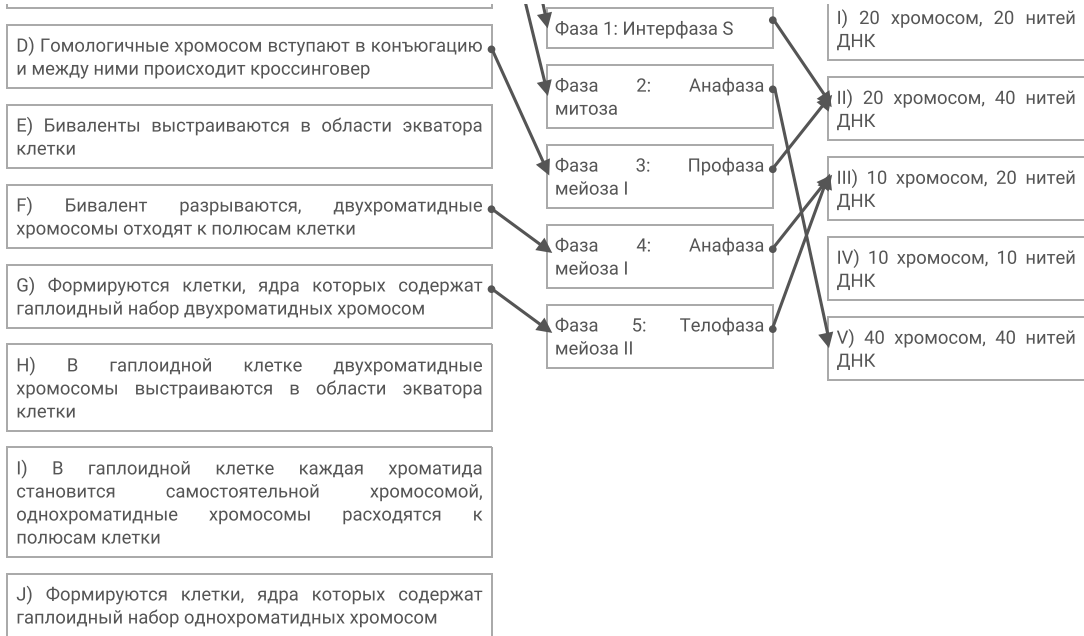 D) Гомологичные хромосом вступают в конъюгацию
и между ними происходит кроссинговер
E) Биваленты выстраиваются в области экватора
клетки
F) Бивалент разрываются, двухроматидные
хромосомы отходят к полюсам клетки
G) Формируются клетки, ядра которых содержат
гаплоидный набор двухроматидных хромосом
H) В гаплоидной клетке двухроматидные
хромосомы выстраиваются в области экватора
клетки
I) В гаплоидной клетке каждая хроматида
становится самостоятельной хромосомой,
однохроматидные хромосомы расходятся к
полюсам клетки
J) Формируются клетки, ядра которых содержат
гаплоидный набор однохроматидных хромосом
Фаза 1: Интерфаза S
Фаза 2: Анафаза
митоза
Фаза 3: Профаза
мейоза I
Фаза 4: Анафаза
мейоза I
Фаза 5: Телофаза
мейоза II
I) 20 хромосом, 20 нитей
ДНК
II) 20 хромосом, 40 нитей
ДНК
III) 10 хромосом, 20 нитей
ДНК
IV) 10 хромосом, 10 нитей
ДНК
V) 40 хромосом, 40 нитей
ДНК